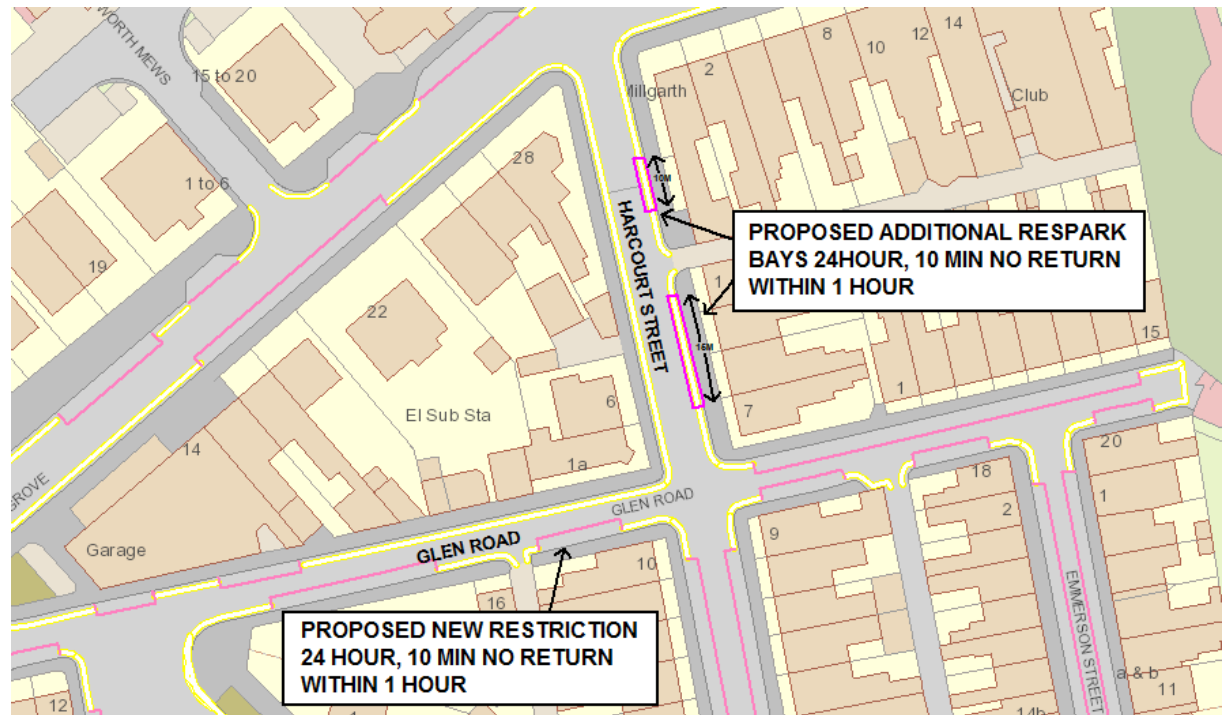 WORTH MEWS
15 to 20
2
8
10
12
14
Millgarth
Club
28
1 to 6
10M
HARCOURT STREET
PROPOSED ADDITIONAL RESPARK
BAYS 24HOUR, 10 MIN NO RETURN
WITHIN 1 HOUR
19
1
22
15M
15
El Sub Sta
6
7
1
14
1a
20
18
GROVE
GLEN ROAD
2
1
Garage
GLEN ROAD
9
10
16
EMMERSON STREET
PROPOSED NEW RESTRICTION
24 HOUR, 10 MIN NO RETURN
WITHIN 1 HOUR
a & b
11
12
1
14b